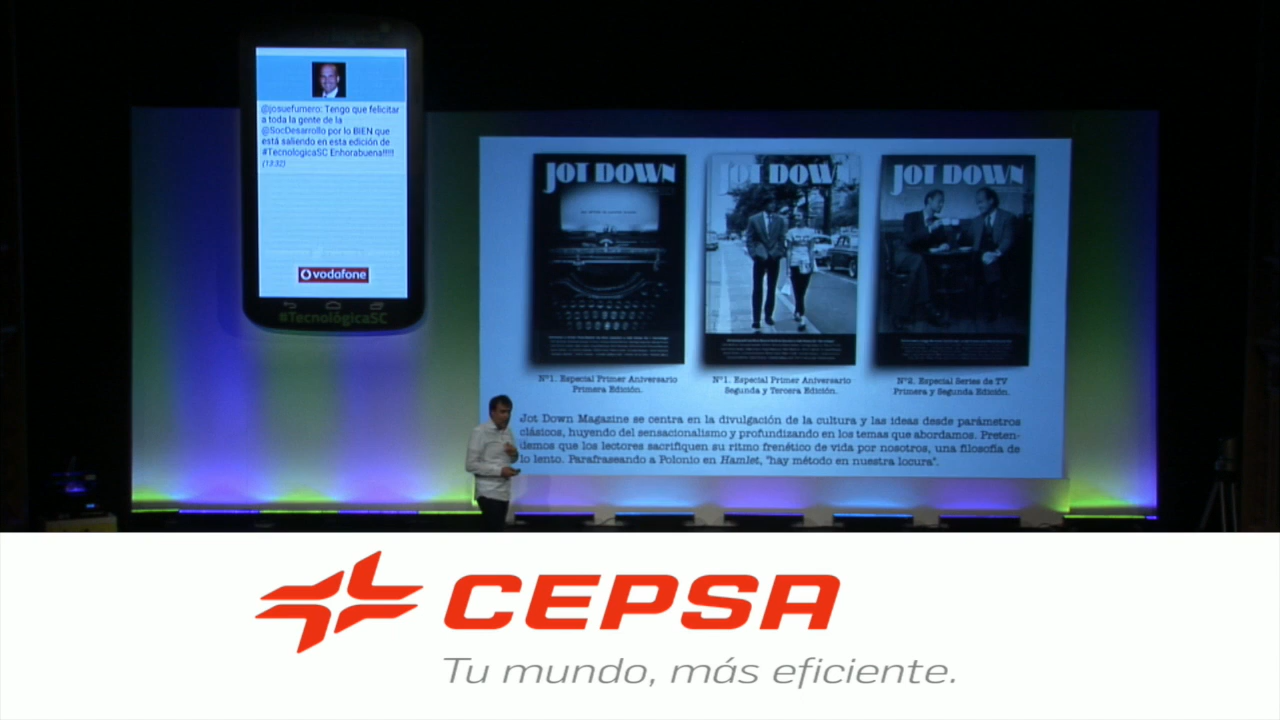 @josuefumero: Tengo que felicitar
a toda la gente de la
@SocDesarrollo por lo BIEN que
está saliendo en esta edición de
#TecnologicaSC Enhorabuena!!!!!
(13:32)
vodafone
#TecnológicaSC
JOT DOWN
JOT DOWN
JOT DOWN
Nº1. Especial Primer Aniversario
Primera Edición.
Nº1. Especial Primer Aniversario
Segunda y Tercera Edición.
Nº2. Especial Series de TV
Primera y Segunda Edición.
Jot Down Magazine se centra en la divulgación de la cultura y las ideas desde parámetros
clásicos, huyendo del sensacionalismo y profundizando en los temas que abordamos. Preten-
demos que los lectores sacrifiquen su ritmo frenético de vida por nosotros, una filosofía de
lo lento. Parafraseando a Polonio en Hamlet, "hay método en nuestra locura".
CEPSA
Tu mundo, más eficiente.